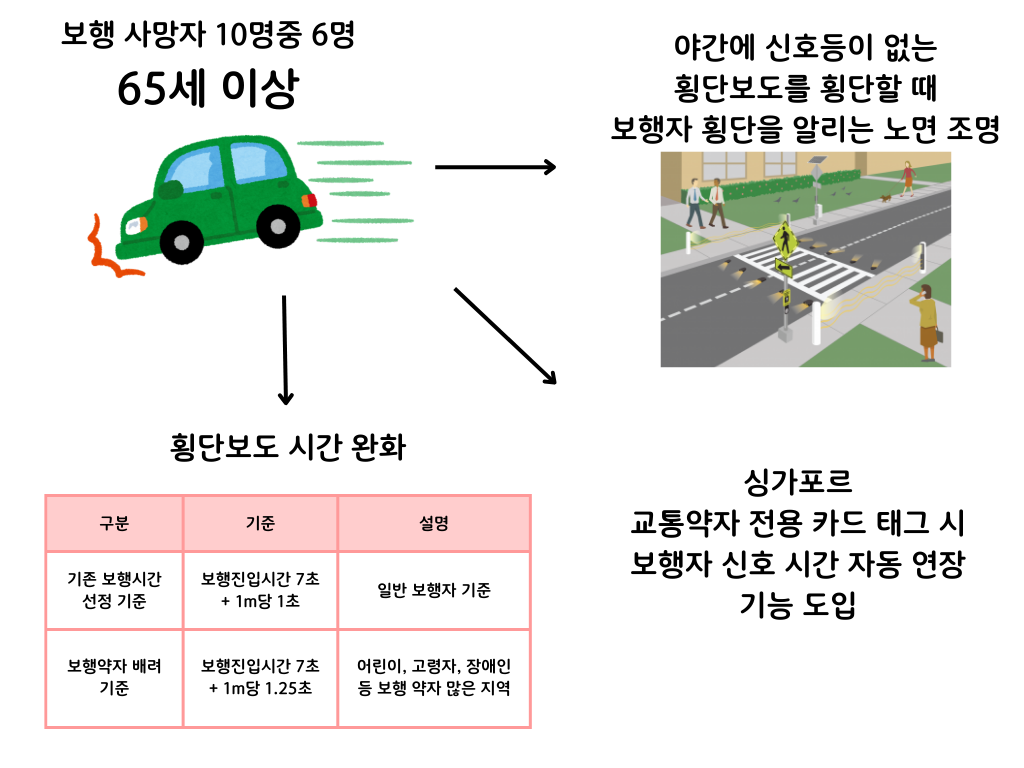 보행 사망자 10명중 6명
65세 이상
야간에 신호등이 없는
횡단보도를 횡단할 때
보행자 횡단을 알리는 노면 조명
횡단보도 시간 완화
구분
기준
설명
기존 보행시간
선정 기준
보행진입시간 7초
+ 1m당 1초
일반 보행자 기준
보행약자 배려
기준
보행진입시간 7초
+ 1m당 1.25초
어린이, 고령자, 장애인
등 보행 약자 많은 지역
싱가포르
교통약자 전용 카드 태그 시
보행자 신호 시간 자동 연장
기능 도입